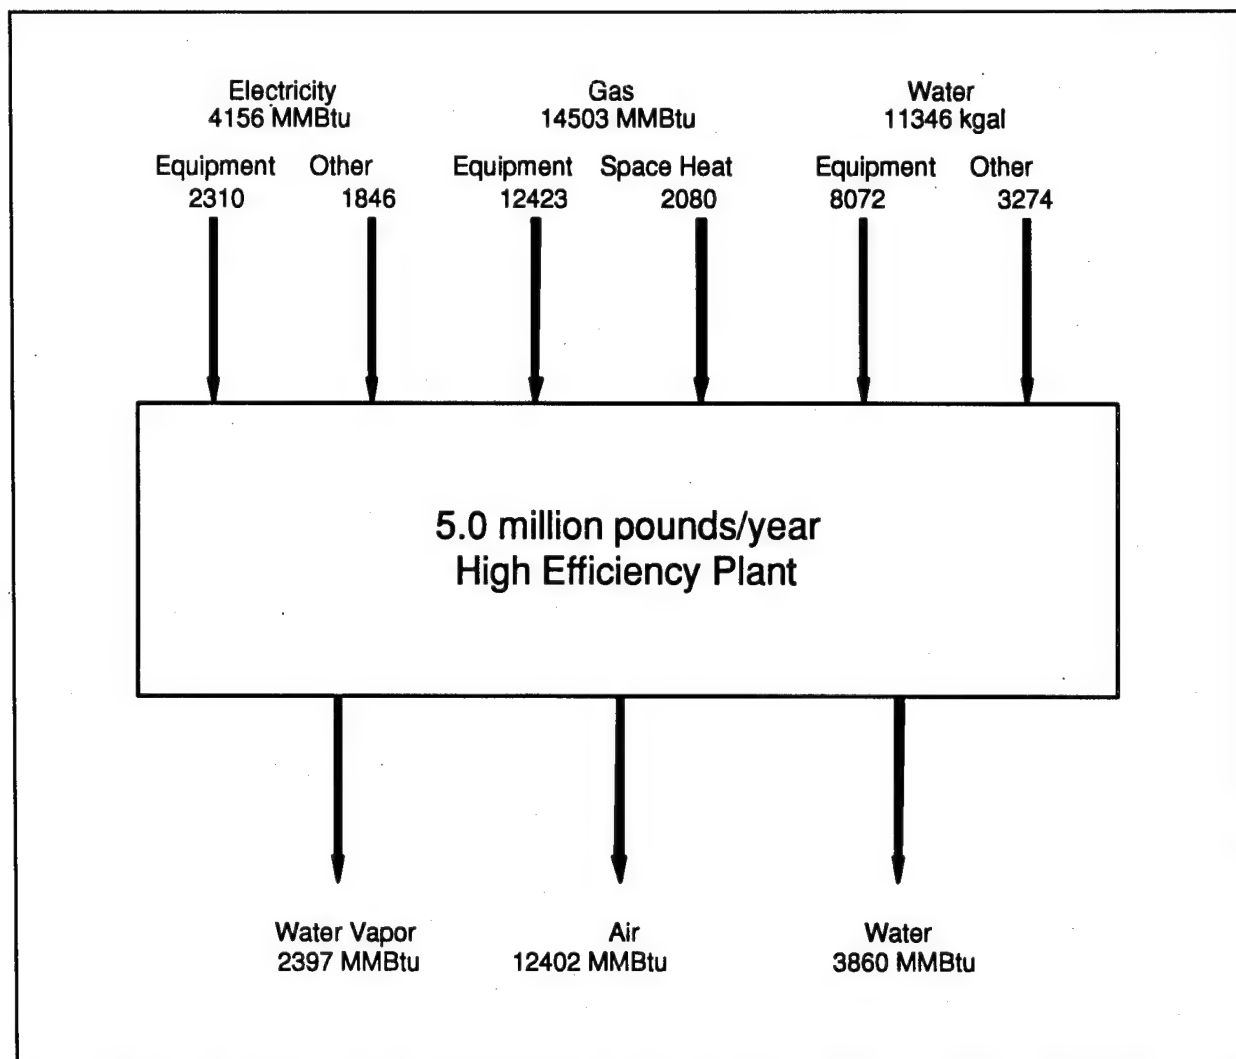 Electricity
4156 MMBtu
Gas
14503 MMBtu
Water
11346 kgal
Equipment
2310
Other
1846
Equipment
12423
Space Heat
2080
Equipment
8072
Other
3274
5.0 million pounds/year
High Efficiency Plant
Water Vapor
2397 MMBtu
Air
12402 MMBtu
Water
3860 MMBtu